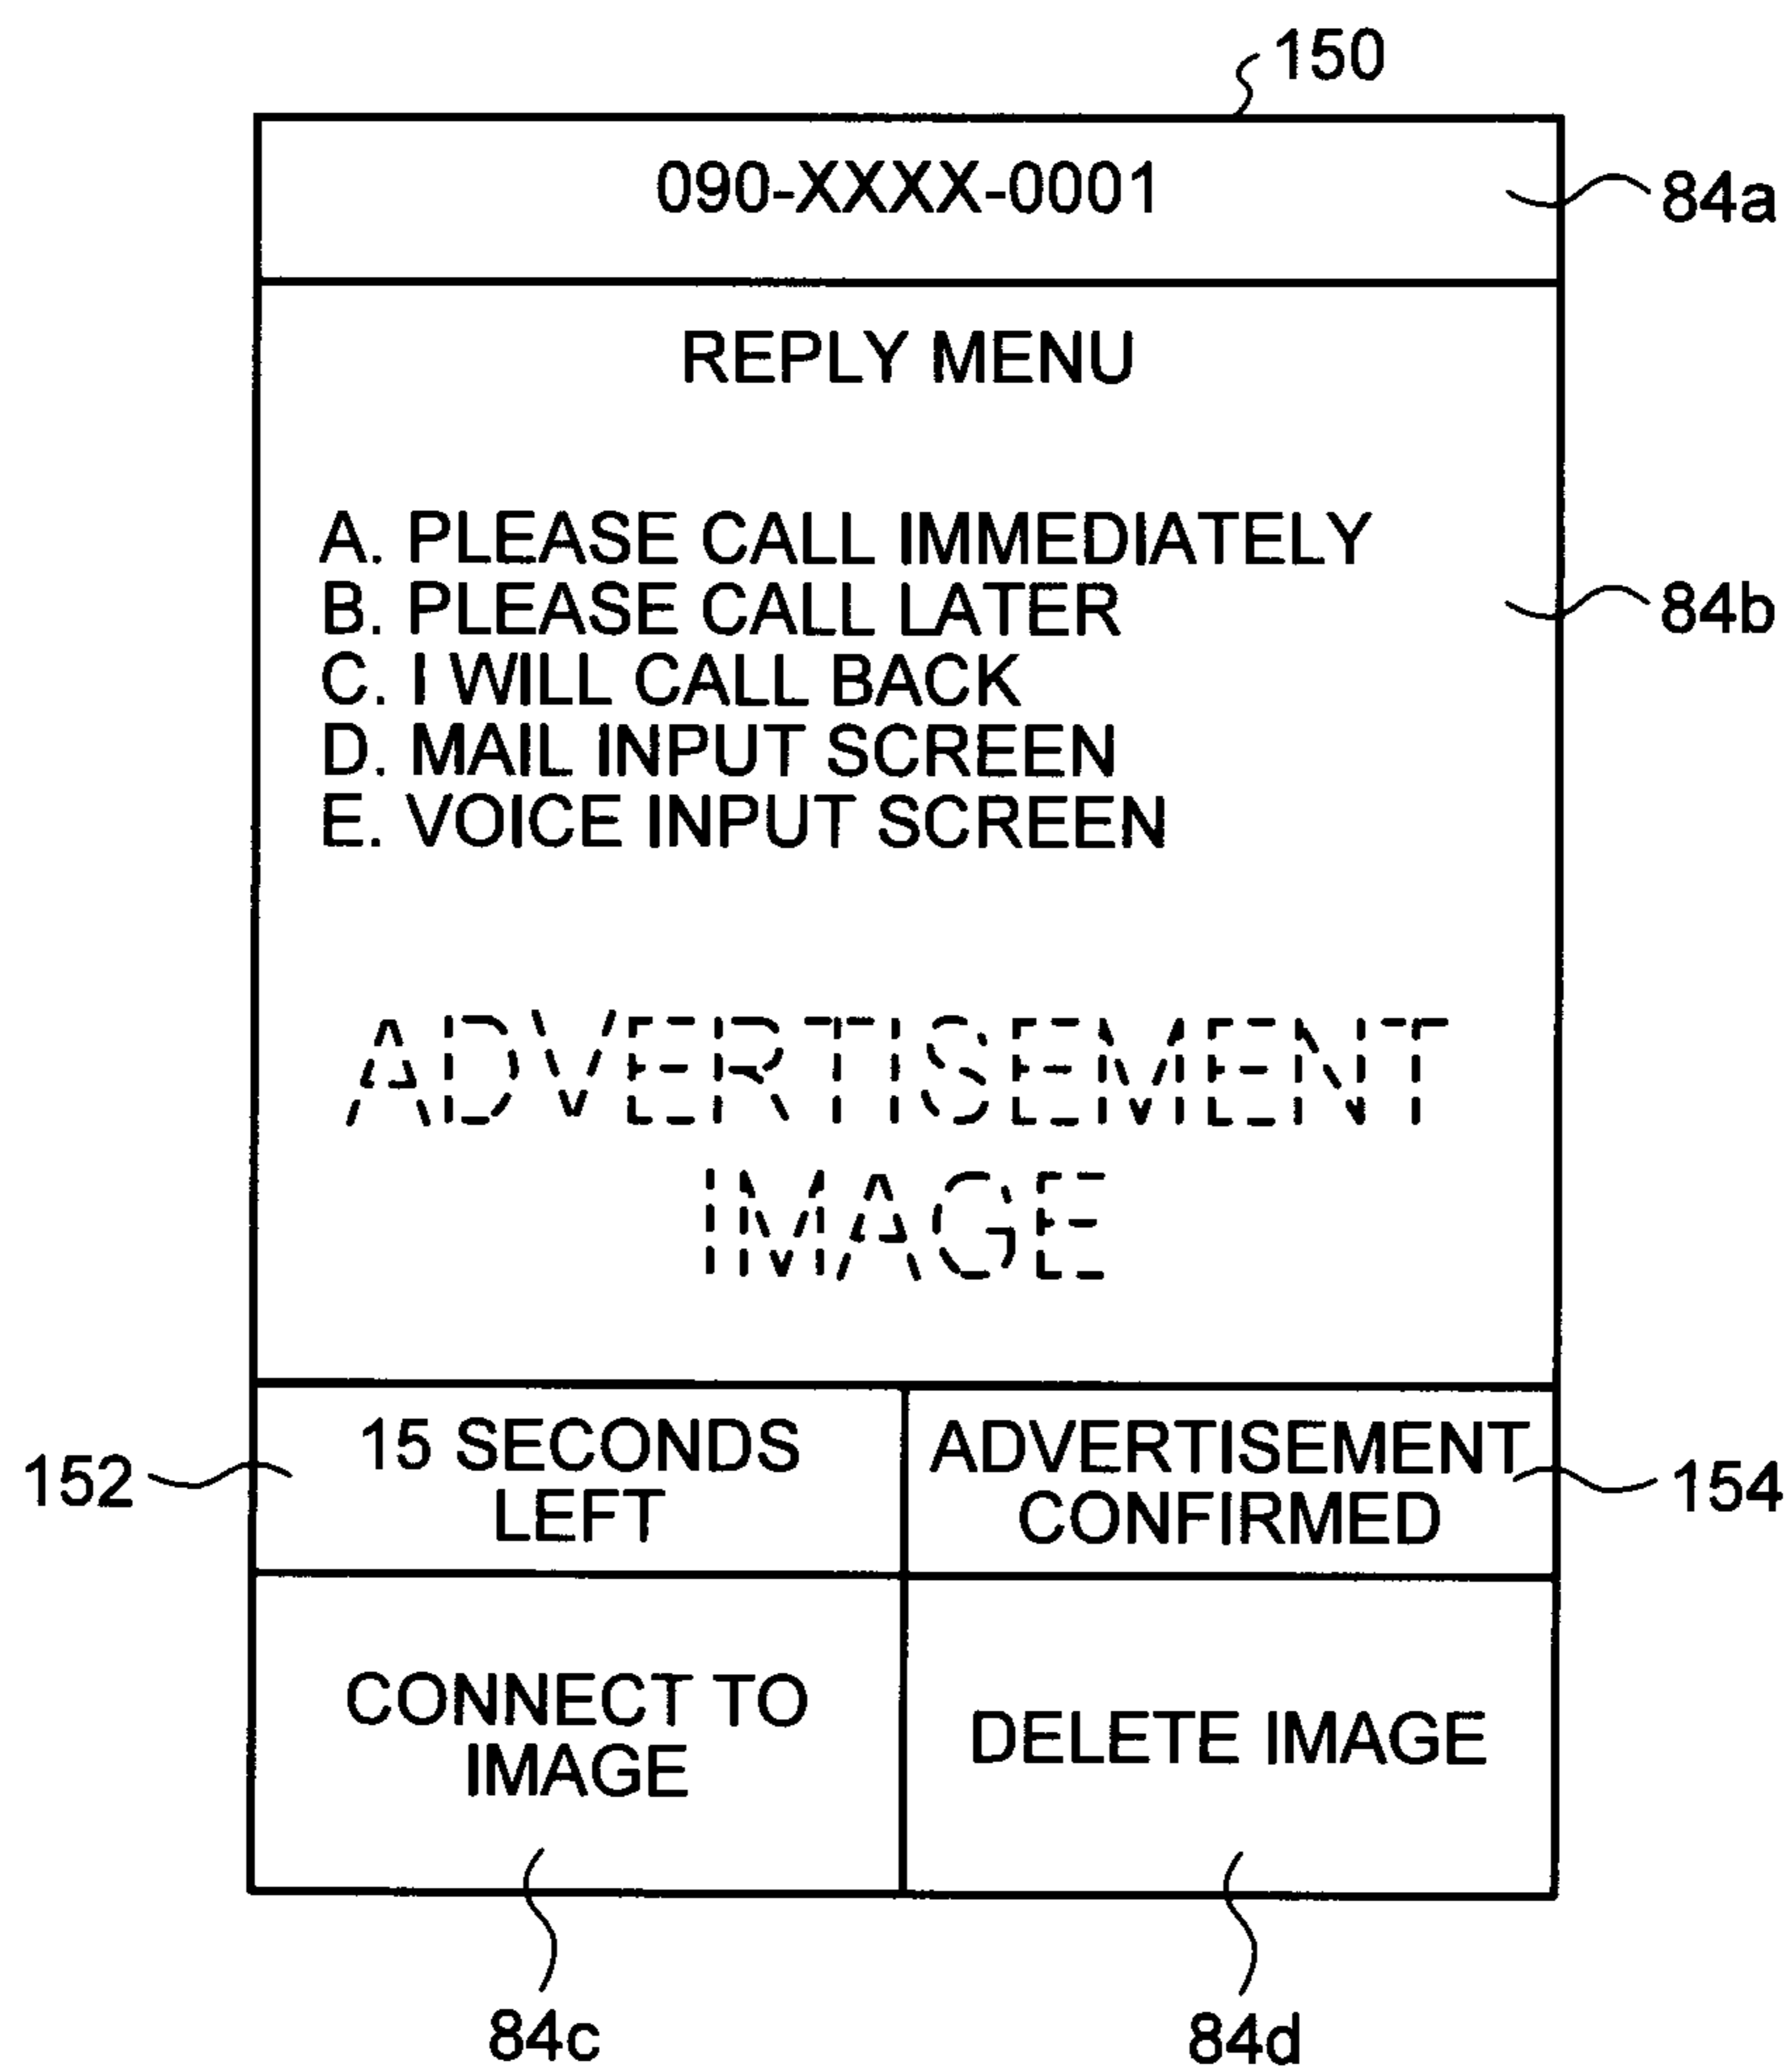 150
090-XXXX-0001
84a
REPLY MENU
A. PLEASE CALL IMMEDIATELY
B. PLEASE CALL LATER
84b
C. I WILL CALL BACK
D. MAIL INPUT SCREEN
E. VOICE INPUT SCREEN
ADVERTISEMENT
IMAGE
152
15 SECONDS
LEFT
ADVERTISEMENT
CONFIRMED
154
CONNECT TO
IMAGE
DELETE IMAGE
84c
84d